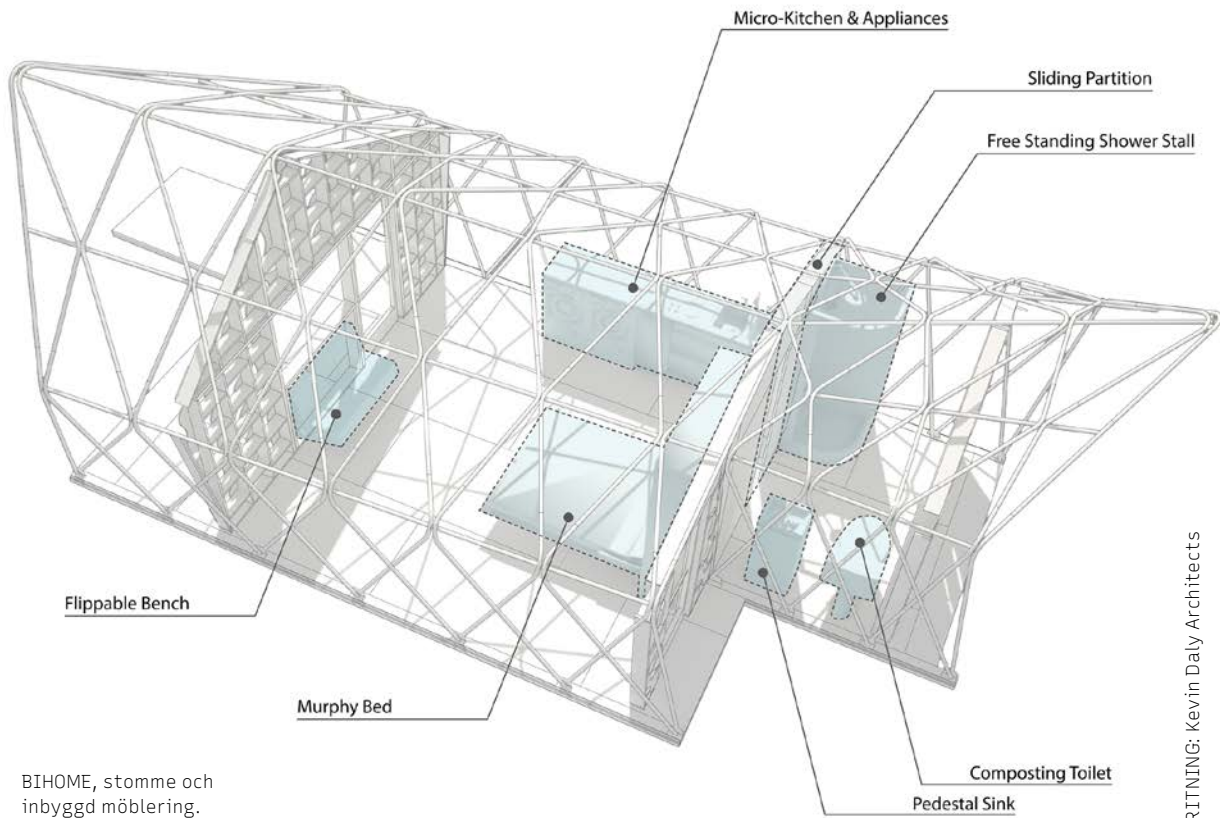 Micro-Kitchen & Appliances
Sliding Partition
Free Standing Shower Stall
Flippable Bench
Murphy Bed
Composting Toilet
Pedestal Sink
BIHOME, stomme och
inbyggd möblering.
RITNING: Kevin Daly Architects